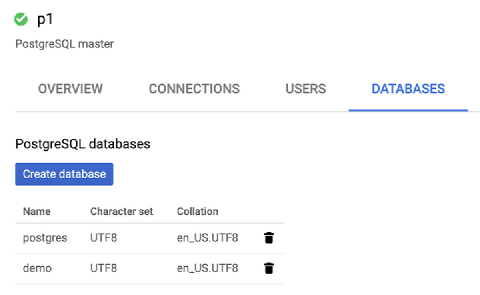 p1
PostgreSQL master
OVERVIEW CONNECTIONS USERS DATABASES
PostgreSQL databases
Create database
Name Character set Collation
postgres UTF8 en_US.UTF8
demo UTF8 en_US.UTF8